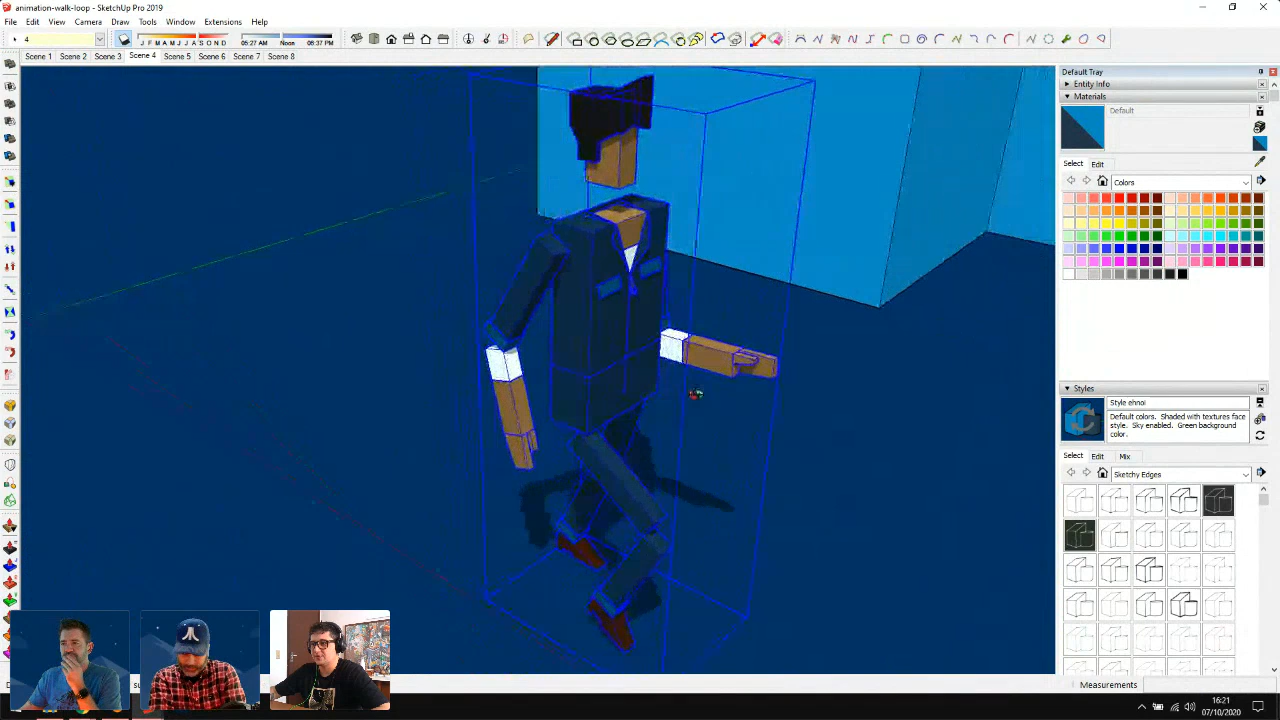 animation-walk-loop - SketchUp Pro 2019
File Edit View Camera Draw Tools Window Extensions Help
4
J F M A M J J A S O N D
05:27 AM Noon 06:37 PM
Scene 1 Scene 2 Scene 3 Scene 4 Scene 5 Scene 6 Scene 7 Scene 8
Default Tray
Entity Info
Materials
Default
Select Edit
Colors
Styles
Style ehnoi
Default colors. Shaded with textures face
style. Sky enabled. Green background
color.
Select Edit Mix
Sketchy Edges
Measurements
16:21
07/10/2020